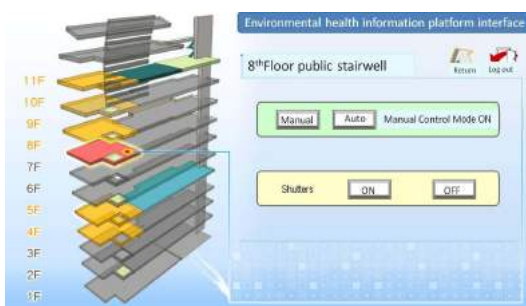 Environmental health information platform interface
8thFloor public stairwell
Return
Log out
Manual
Auto
Manual Control Mode ON
Shutters
ON
OFF
11F
10F
9F
8F
7F
6F
5F
4F
3F
2F
1F